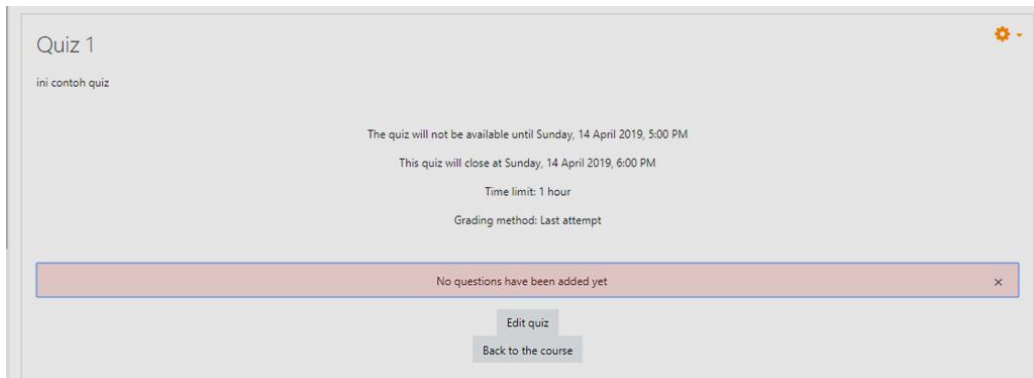 Quiz 1
ini contoh quiz
The quiz will not be available until Sunday, 14 April 2019, 5:00 PM
This quiz will close at Sunday, 14 April 2019, 6:00 PM
Time limit: 1 hour
Grading method: Last attempt
No questions have been added yet ×
Edit quiz
Back to the course